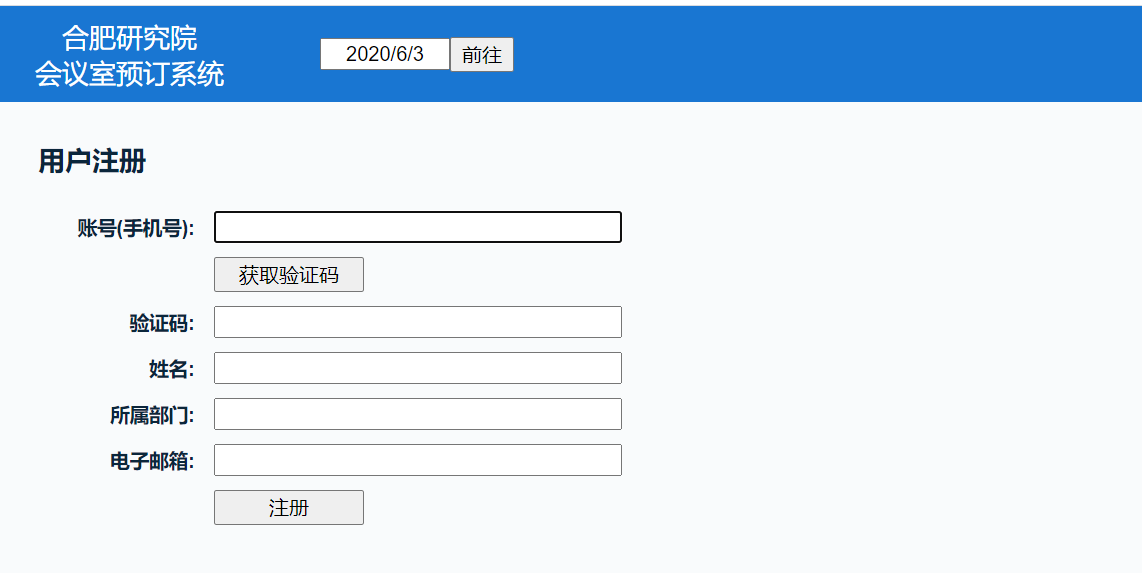 合肥研究院
会议室预订系统
2020/6/3 前往
用户注册
账号(手机号):
获取验证码
验证码:
姓名:
所属部门:
电子邮箱:
注册